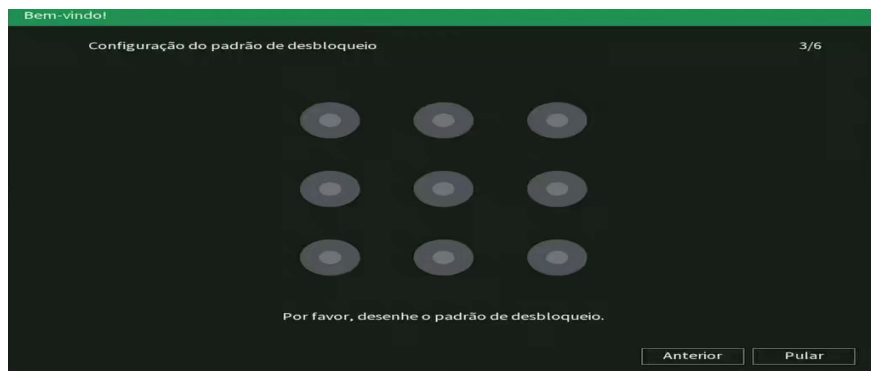 Bem-vindo!
Configuração do padrão de desbloqueio 3/6
Por favor, desenhe o padrão de desbloqueio.
Anterior Pular